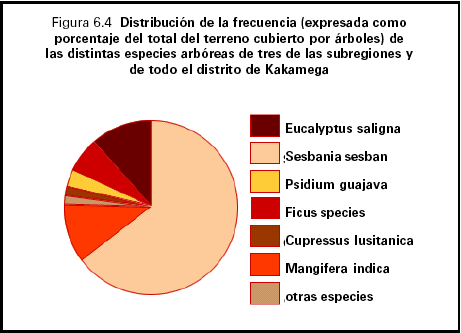 Figura 6.4 Distribución de la frecuencia (expresada como
porcentaje del total del terreno cubierto por árboles) de
las distintas especies arbóreas de tres de las subregiones y
de todo el distrito de Kakamega
Eucalyptus saligna
Sesbania sesban
Psidium guajava
Ficus species
Cupressus lusitanica
Mangifera indica
otras especies